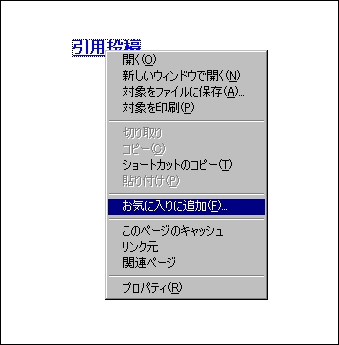 引用投稿
開く(O)
新しいウィンドウで開く(N)
対象をファイルに保存(A)...
対象を印刷(P)
切り取り
コピー(C)
ショートカットのコピー(T)
貼り付け(P)
お気に入りに追加(F)...
このページのキャッシュ
リンク元
関連ページ
プロパティ(R)